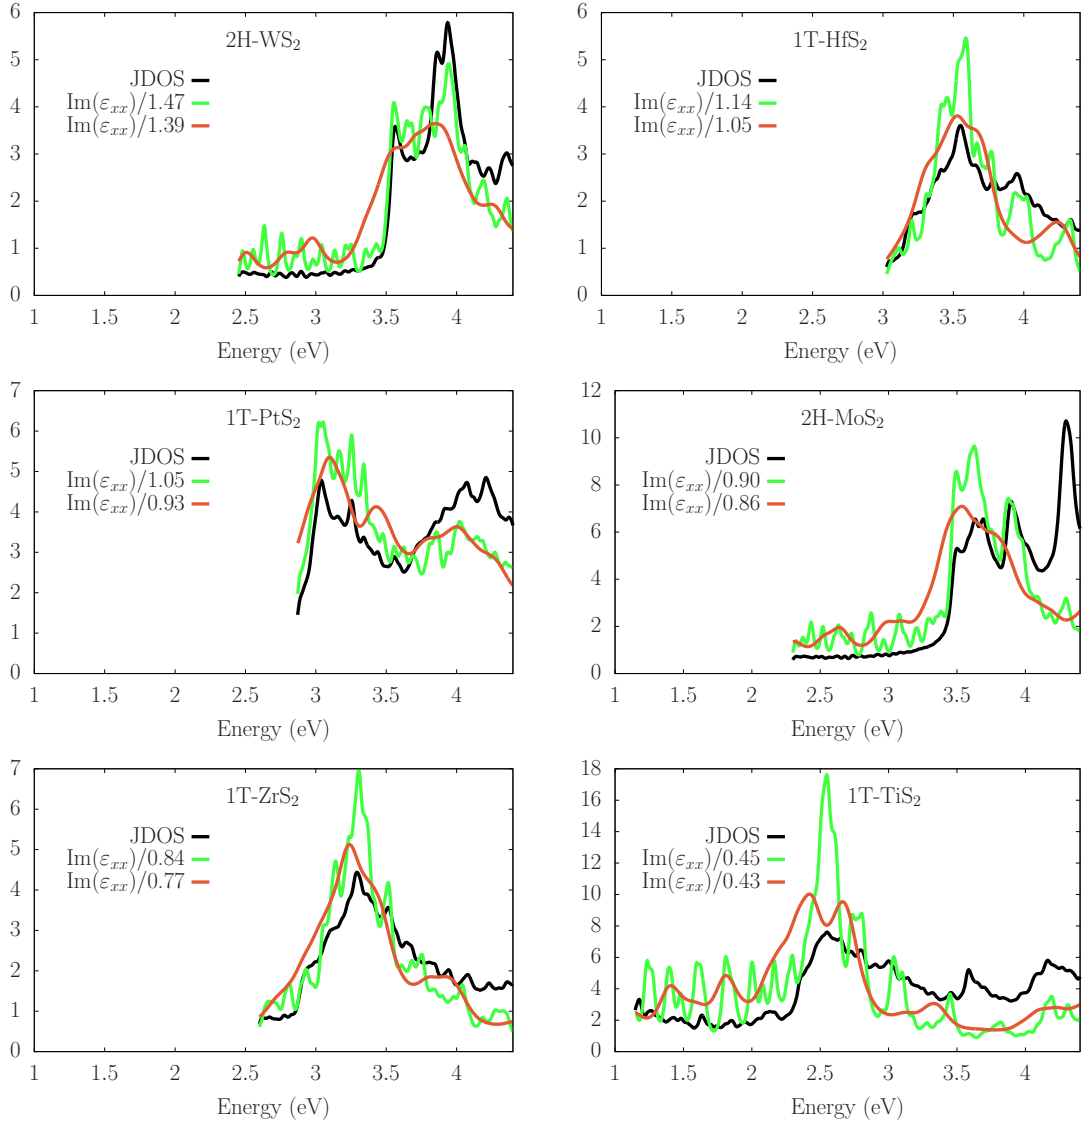 2H-WS₂
JDOS
Im(εₓₓ)/1.47
Im(εₓₓ)/1.39
0
1
2
3
4
5
6
1 1.5 2 2.5 3 3.5 4
Energy (eV)
1T-HfS₂
JDOS
Im(εₓₓ)/1.14
Im(εₓₓ)/1.05
0
1
2
3
4
5
6
1 1.5 2 2.5 3 3.5 4
Energy (eV)
1T-PtS₂
JDOS
Im(εₓₓ)/1.05
Im(εₓₓ)/0.93
0
1
2
3
4
5
6
7
1 1.5 2 2.5 3 3.5 4
Energy (eV)
2H-MoS₂
JDOS
Im(εₓₓ)/0.90
Im(εₓₓ)/0.86
0
2
4
6
8
10
12
1 1.5 2 2.5 3 3.5 4
Energy (eV)
1T-ZrS₂
JDOS
Im(εₓₓ)/0.84
Im(εₓₓ)/0.77
0
1
2
3
4
5
6
7
1 1.5 2 2.5 3 3.5 4
Energy (eV)
1T-TiS₂
JDOS
Im(εₓₓ)/0.45
Im(εₓₓ)/0.43
0
2
4
6
8
10
12
14
16
18
1 1.5 2 2.5 3 3.5 4
Energy (eV)